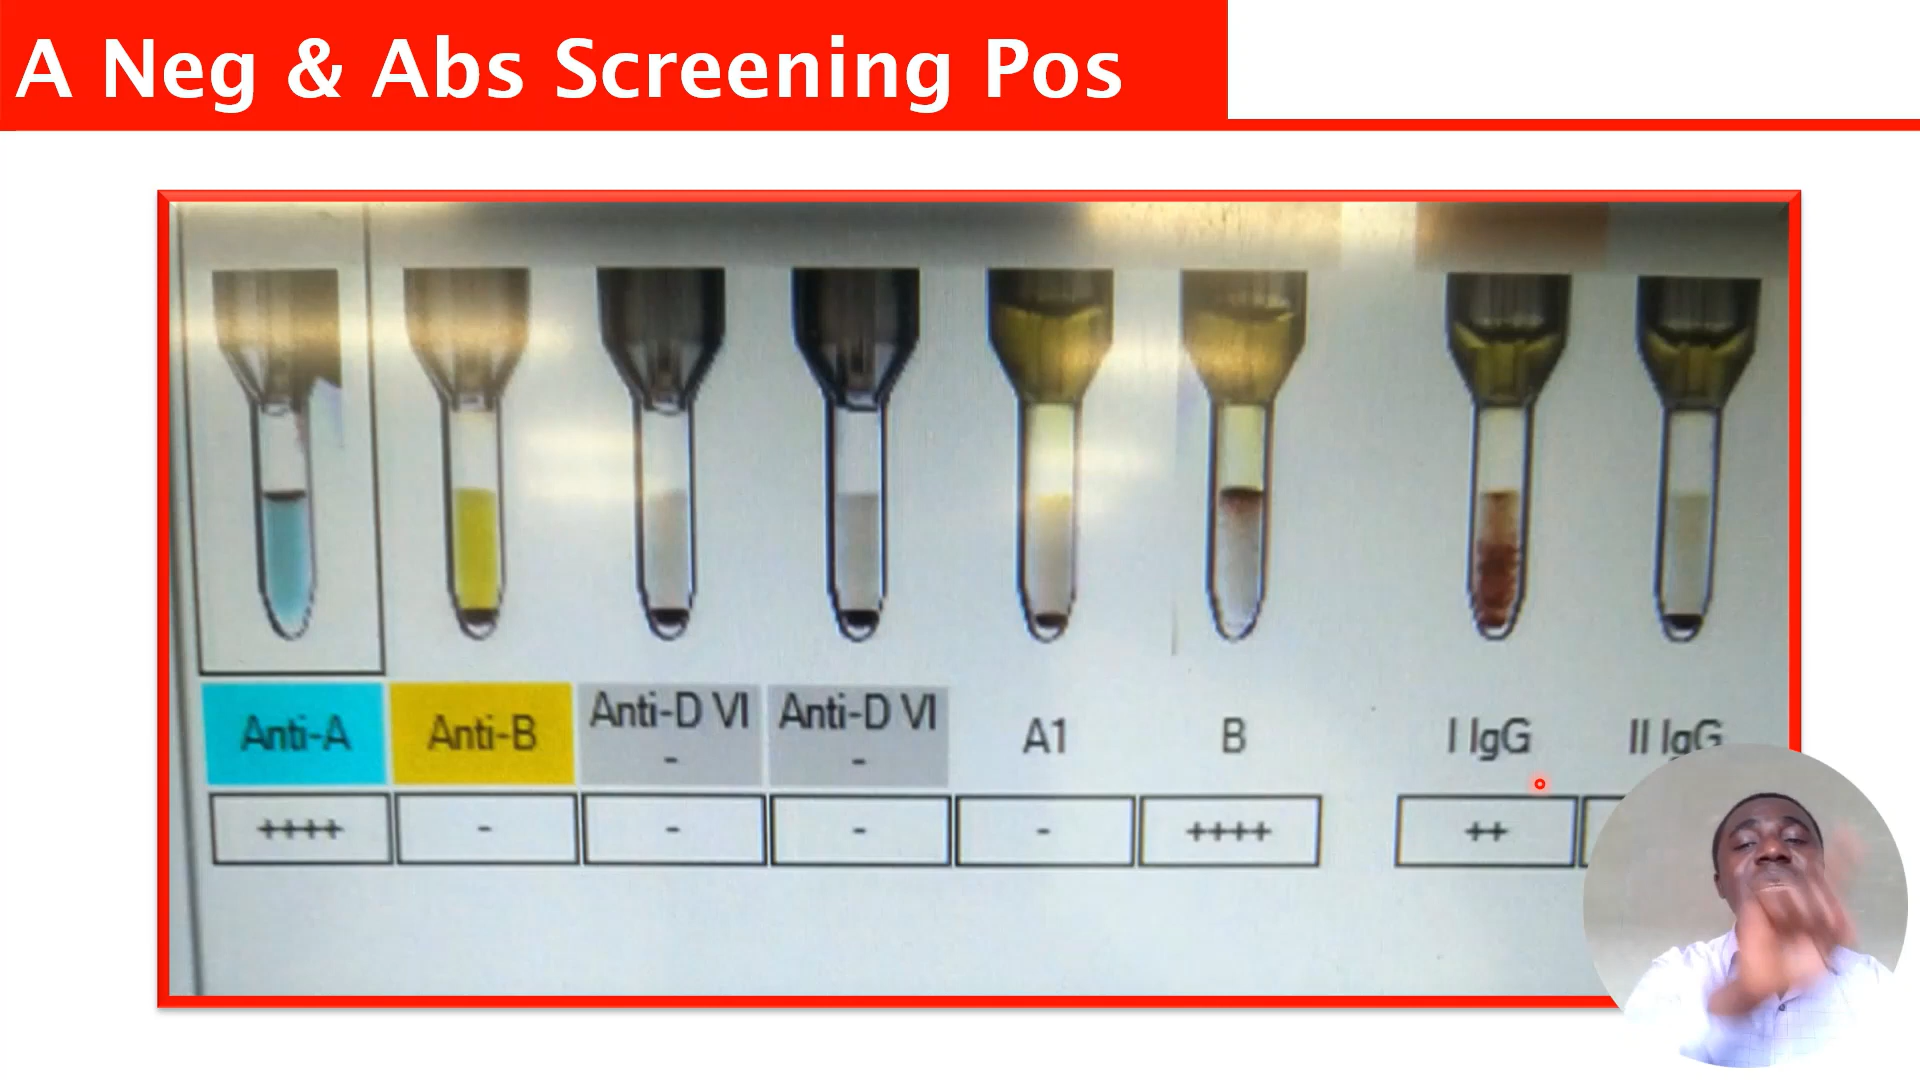 A Neg & Abs Screening Pos
Anti-A
Anti-B
Anti-D VI
-
Anti-D VI
-
A1
B
I IgG
II IgG
++++
-
-
-
-
++++
++